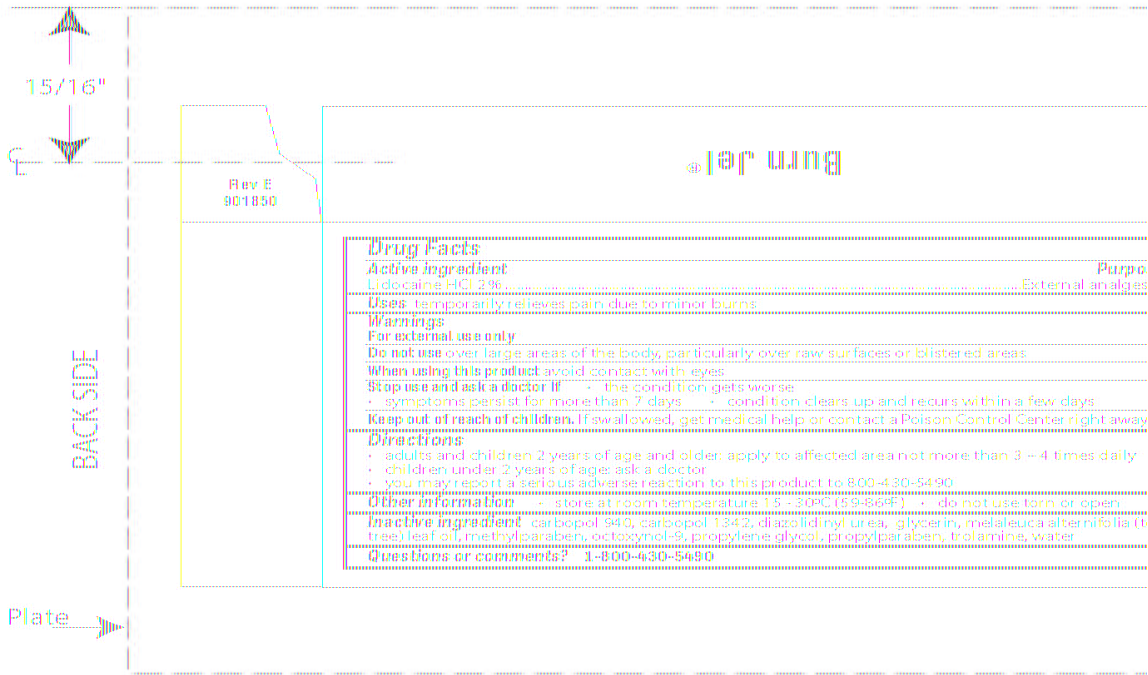 15/16"
℄
Burn Jel®
Rev E
901850
Drug Facts
Active ingredient Purpo
Lidocaine HCl 2% External analges
Uses temporarily relieves pain due to minor burns
Warnings
For external use only
Do not use over large areas of the body, particularly over raw surfaces or blistered areas
When using this product avoid contact with eyes
Stop use and ask a doctor if • the condition gets worse
• symptoms persist for more than 7 days • condition clears up and recurs within a few days
Keep out of reach of children. If swallowed, get medical help or contact a Poison Control Center right away
Directions
• adults and children 2 years of age and older: apply to affected area not more than 3 - 4 times daily
• children under 2 years of age: ask a doctor
• you may report a serious adverse reaction to this product to 800-430-5490
Other information • store at room temperature 15 - 30ºC (59-86ºF) • do not use torn or open
Inactive ingredient carbopol 940, carbopol 1342, diazolidinyl urea, glycerin, melaleuca alternifolia (t
tree) leaf oil, methylparaben, octoxynol-9, propylene glycol, propylparaben, trolamine, water
Questions or comments? 1-800-430-5490
BACK SIDE
Plate